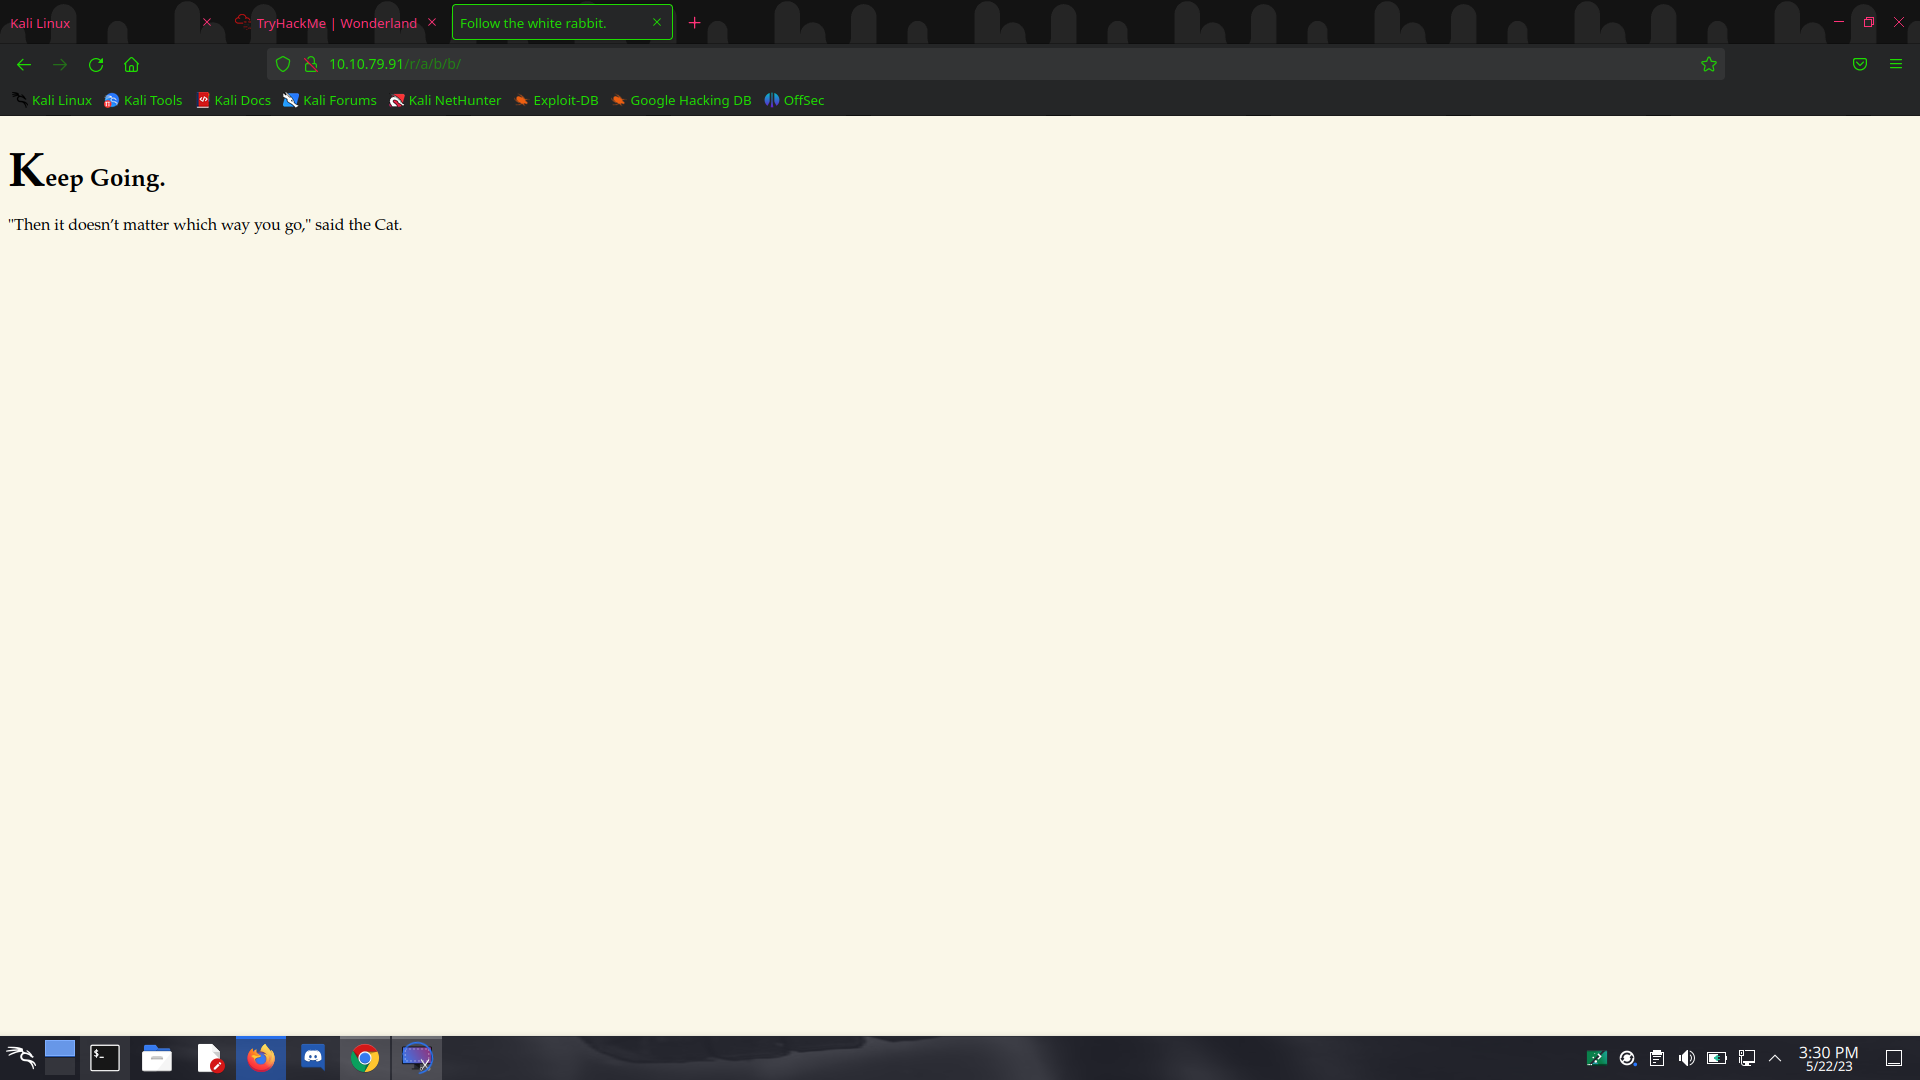 Kali Linux
TryHackMe | Wonderland
Follow the white rabbit.
10.10.79.91/r/a/b/b/
Kali Linux Kali Tools Kali Docs Kali Forums Kali NetHunter Exploit-DB Google Hacking DB OffSec
Keep Going.
"Then it doesn’t matter which way you go," said the Cat.
$_
3:30 PM
5/22/23